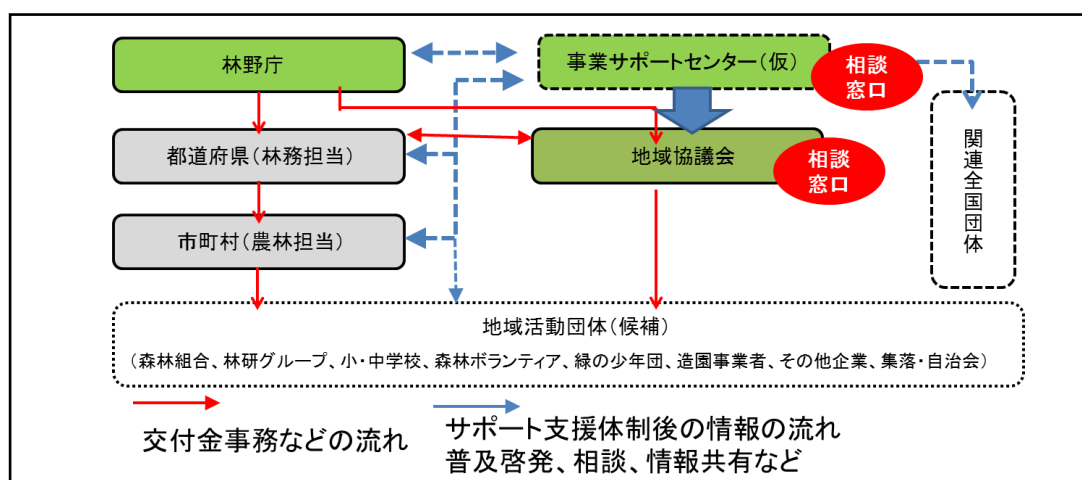 林野庁
事業サポートセンター(仮)
相談
窓口
都道府県(林務担当)
地域協議会
相談
窓口
関連全国団体
市町村(農林担当)
地域活動団体(候補)
(森林組合、林研グループ、小・中学校、森林ボランティア、緑の少年団、造園事業者、その他企業、集落・自治会)
交付金事務などの流れ
サポート支援体制後の情報の流れ
普及啓発、相談、情報共有など